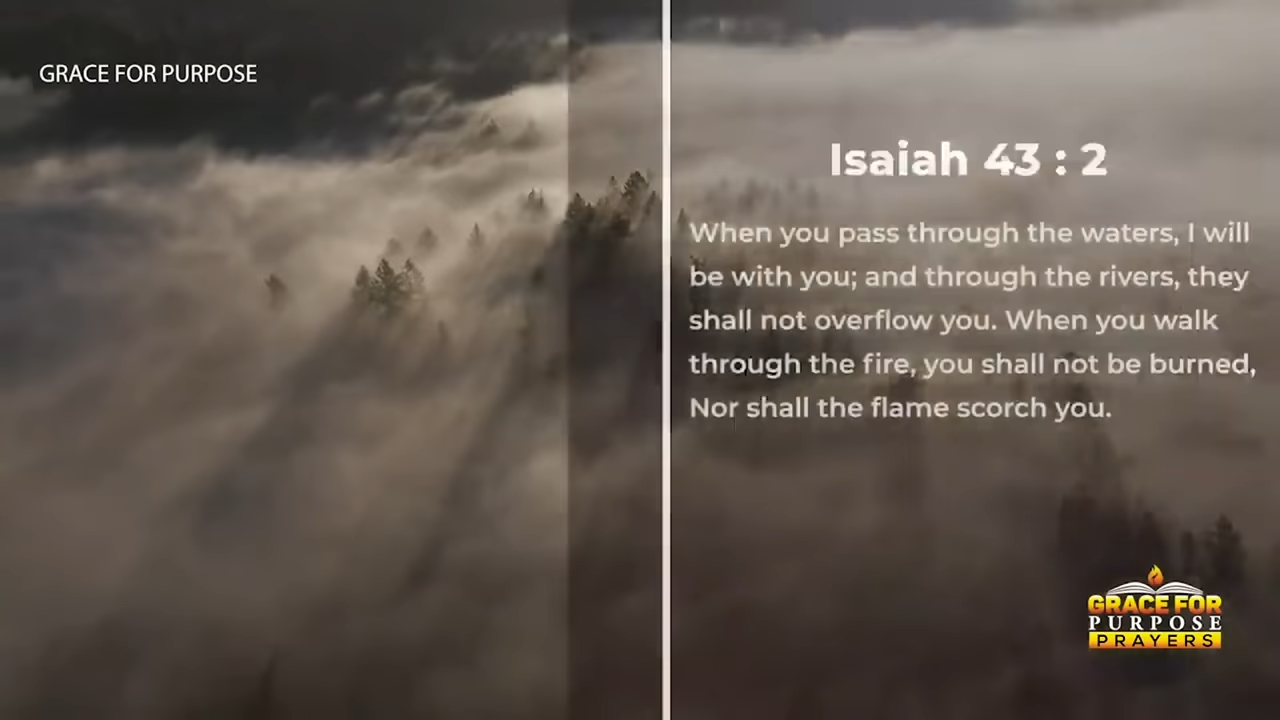 GRACE FOR PURPOSE
Isaiah 43 : 2
When you pass through the waters, I will
be with you; and through the rivers, they
shall not overflow you. When you walk
through the fire, you shall not be burned,
Nor shall the flame scorch you.
GRACE FOR
PURPOSE
PRAYERS